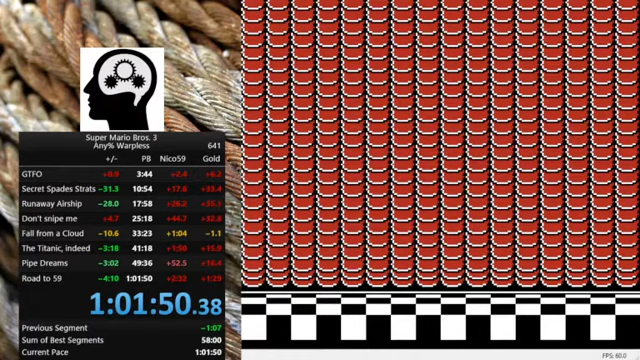 Super Mario Bros. 3
Any% Warpless 641
+/- PB Nico59 Gold
GTFO +0.9 3:44 +2.4 +6.2
Secret Spades Strats −31.3 10:54 +17.6 +33.4
Runaway Airship −28.0 17:58 +26.2 +35.3
Don't snipe me +4.7 25:18 +44.7 +32.8
Fall from a Cloud −10.6 33:23 +1:04 −1.1
The Titanic, indeed −3:18 41:18 +1:50 +15.9
Pipe Dreams −3:02 49:36 +52.5 +18.4
Road to 59 −4:10 1:01:50 +2:32 +1:29
1:01:50.38
Previous Segment −1:07
Sum of Best Segments 58:00
Current Pace 1:01:50
FPS: 60.0